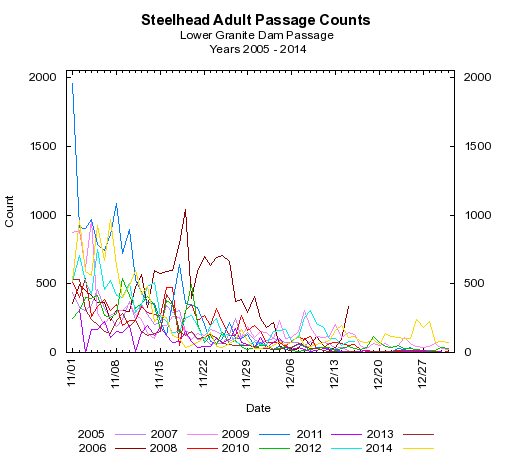 Steelhead Adult Passage Counts
Lower Granite Dam Passage
Years 2005 - 2014
2000 2000
1500 1500
1000 1000
500 500
0 0
Count
11/01 11/08 11/15 11/22 11/29 12/06 12/13 12/20 12/27
Date
2005 2007 2009 2011 2013
2006 2008 2010 2012 2014